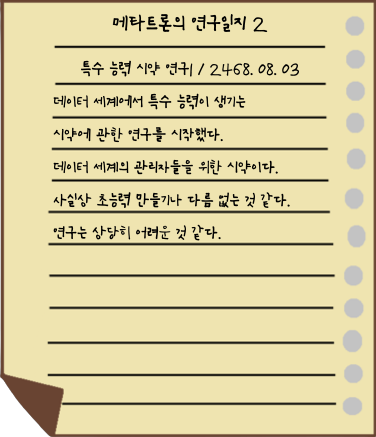 메타트론의 연구일지 2
특수 능력 시약 연구1 / 2468. 08. 03
데이터 세계에서 특수 능력이 생기는
시약에 관한 연구를 시작했다.
데이터 세계의 관리자들을 위한 시약이다.
사실상 초능력 만들기나 다름 없는 것 같다.
연구는 상당히 어려운 것 같다.